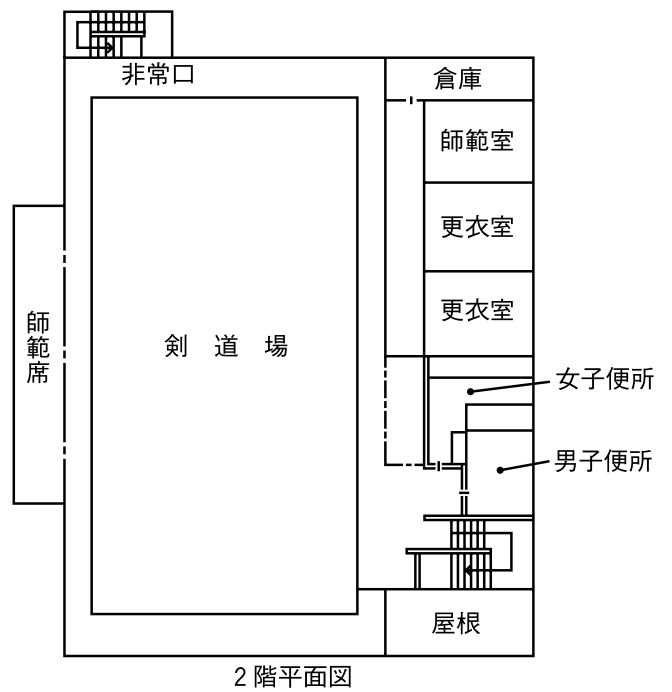 非常口
倉庫
師範室
更衣室
師範席
剣道場
更衣室
女子便所
男子便所
屋根
2階平面図